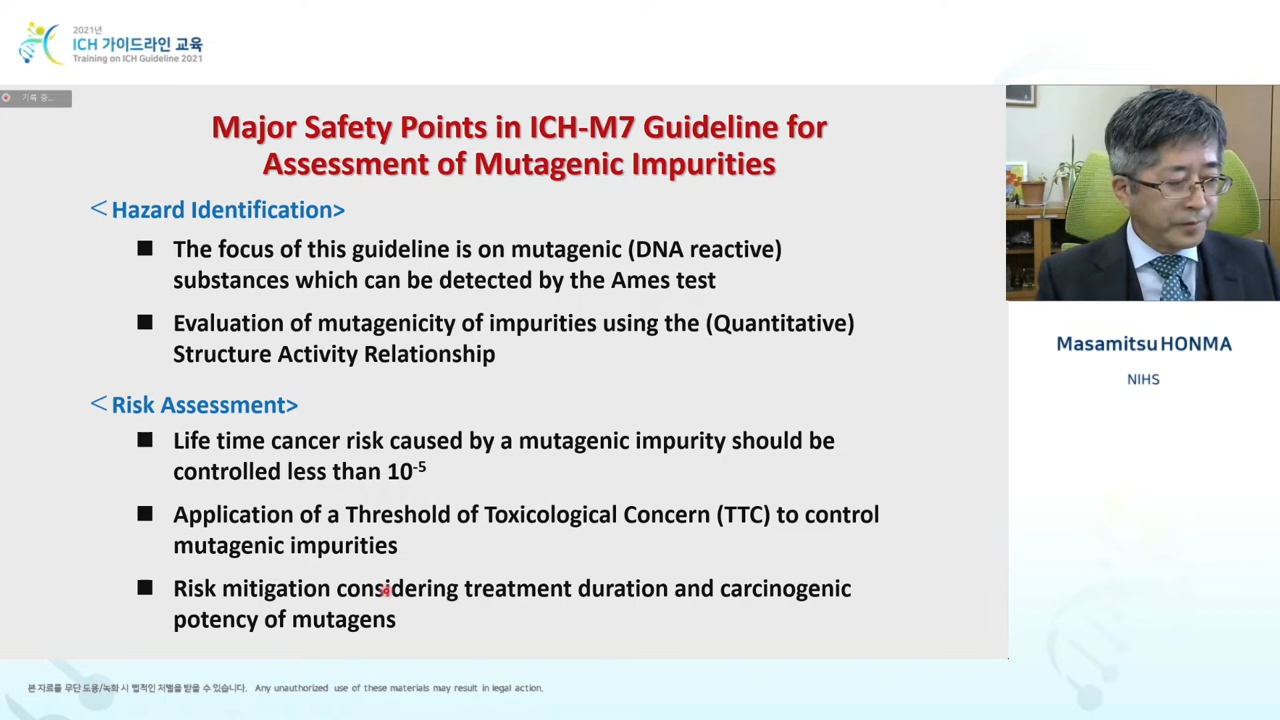 2021년
ICH 가이드라인 교육
Training on ICH Guideline 2021
기록 중...
Major Safety Points in ICH-M7 Guideline for
Assessment of Mutagenic Impurities
<Hazard Identification>
■ The focus of this guideline is on mutagenic (DNA reactive)
substances which can be detected by the Ames test
■ Evaluation of mutagenicity of impurities using the (Quantitative)
Structure Activity Relationship
<Risk Assessment>
■ Life time cancer risk caused by a mutagenic impurity should be
controlled less than 10⁻⁵
■ Application of a Threshold of Toxicological Concern (TTC) to control
mutagenic impurities
■ Risk mitigation considering treatment duration and carcinogenic
potency of mutagens
Masamitsu HONMA
NIHS
본 자료를 무단 도용/녹화 시 법적인 처벌을 받을 수 있습니다. Any unauthorized use of these materials may result in legal action.